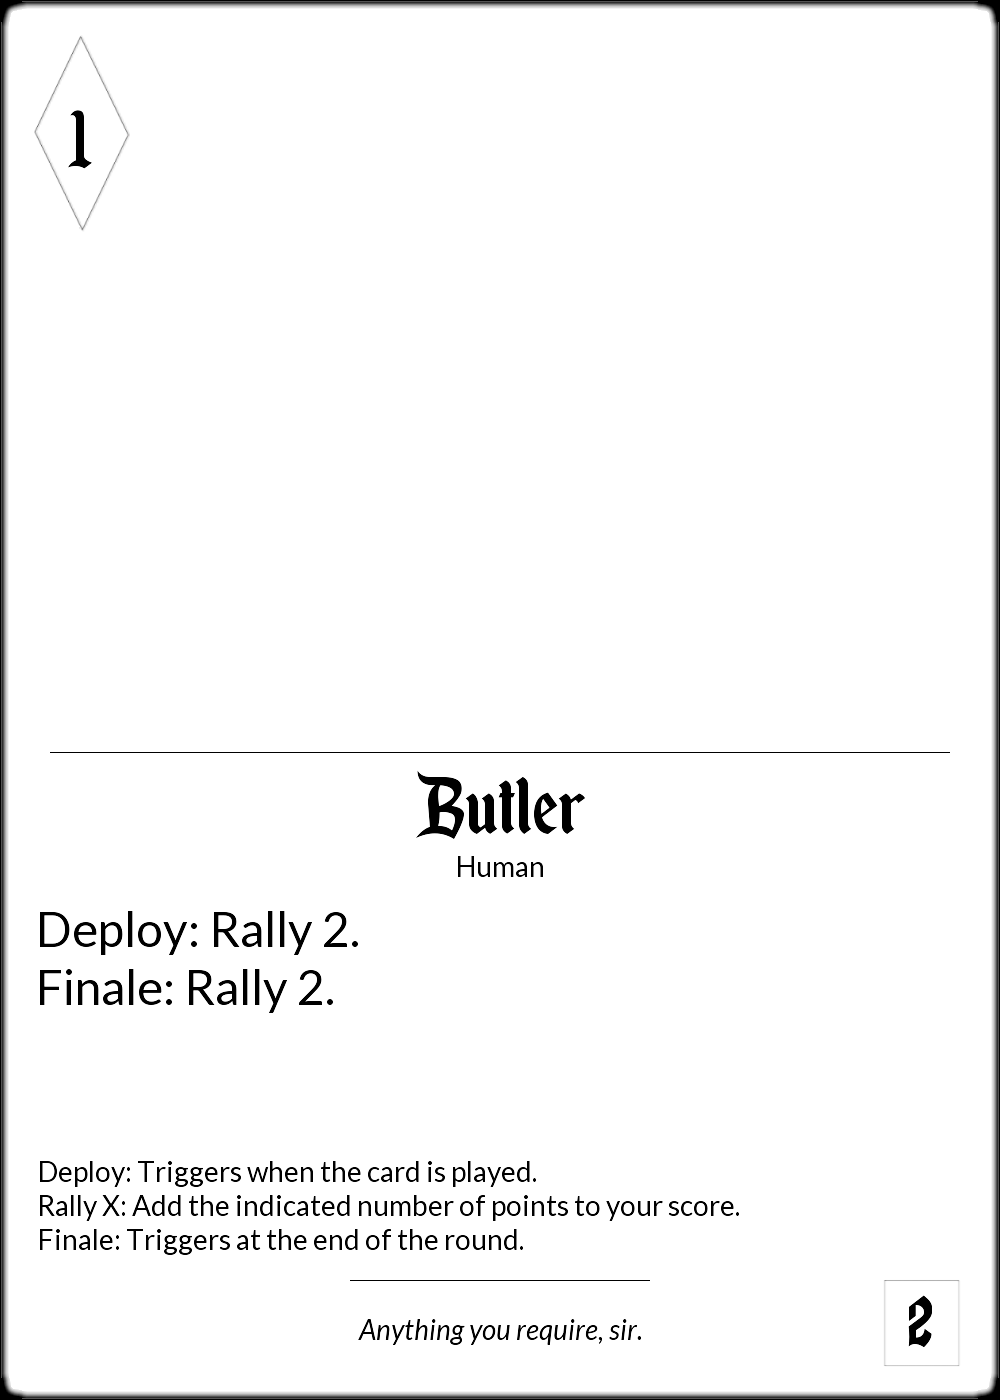 1
Butler
Human
Deploy: Rally 2.
Finale: Rally 2.
Deploy: Triggers when the card is played.
Rally X: Add the indicated number of points to your score.
Finale: Triggers at the end of the round.
Anything you require, sir.
2